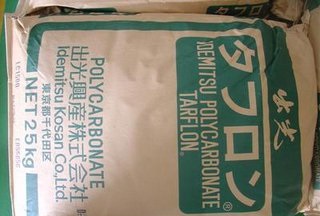 出光
タフロン®
IDEMITSU POLYCARBONATE
TARFLON
POLYCARBONATE
出光興産株式会社
Idemitsu Kosan Co.,Ltd.
東京都千代田区
NET 25kg